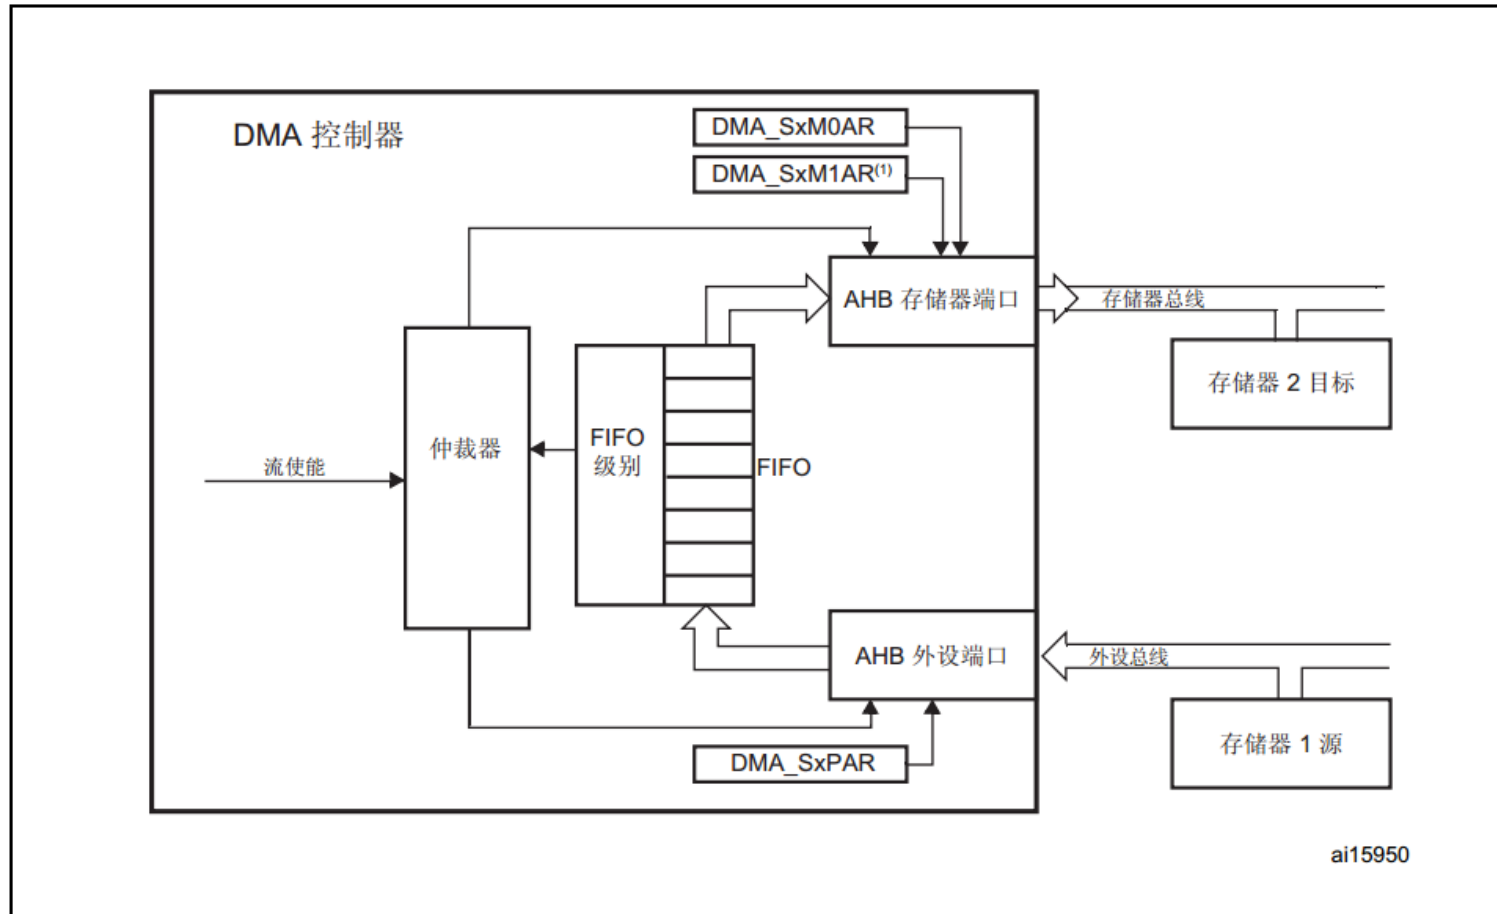 DMA 控制器
DMA_SxM0AR
DMA_SxM1AR(1)
AHB 存储器端口
存储器总线
存储器 2 目标
仲裁器
FIFO
级别
FIFO
流使能
AHB 外设端口
外设总线
存储器 1 源
DMA_SxPAR
ai15950